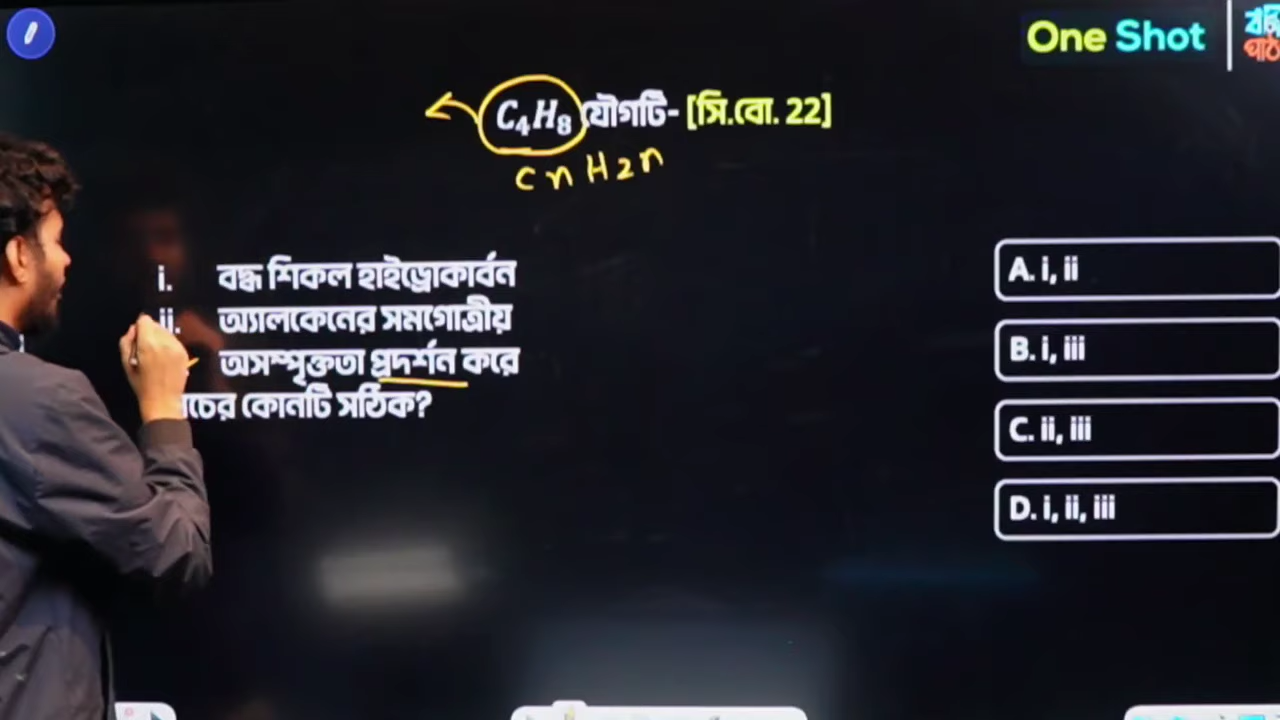 One Shot
C₄H₈ যৌগটি- [সি.বো. 22]
CnH2n
i. বদ্ধ শিকল হাইড্রোকার্বন
ii. অ্যালকেনের সমগোত্রীয়
অসম্পৃক্ততা প্রদর্শন করে
কোনটি সঠিক?
A. i, ii
B. i, iii
C. ii, iii
D. i, ii, iii